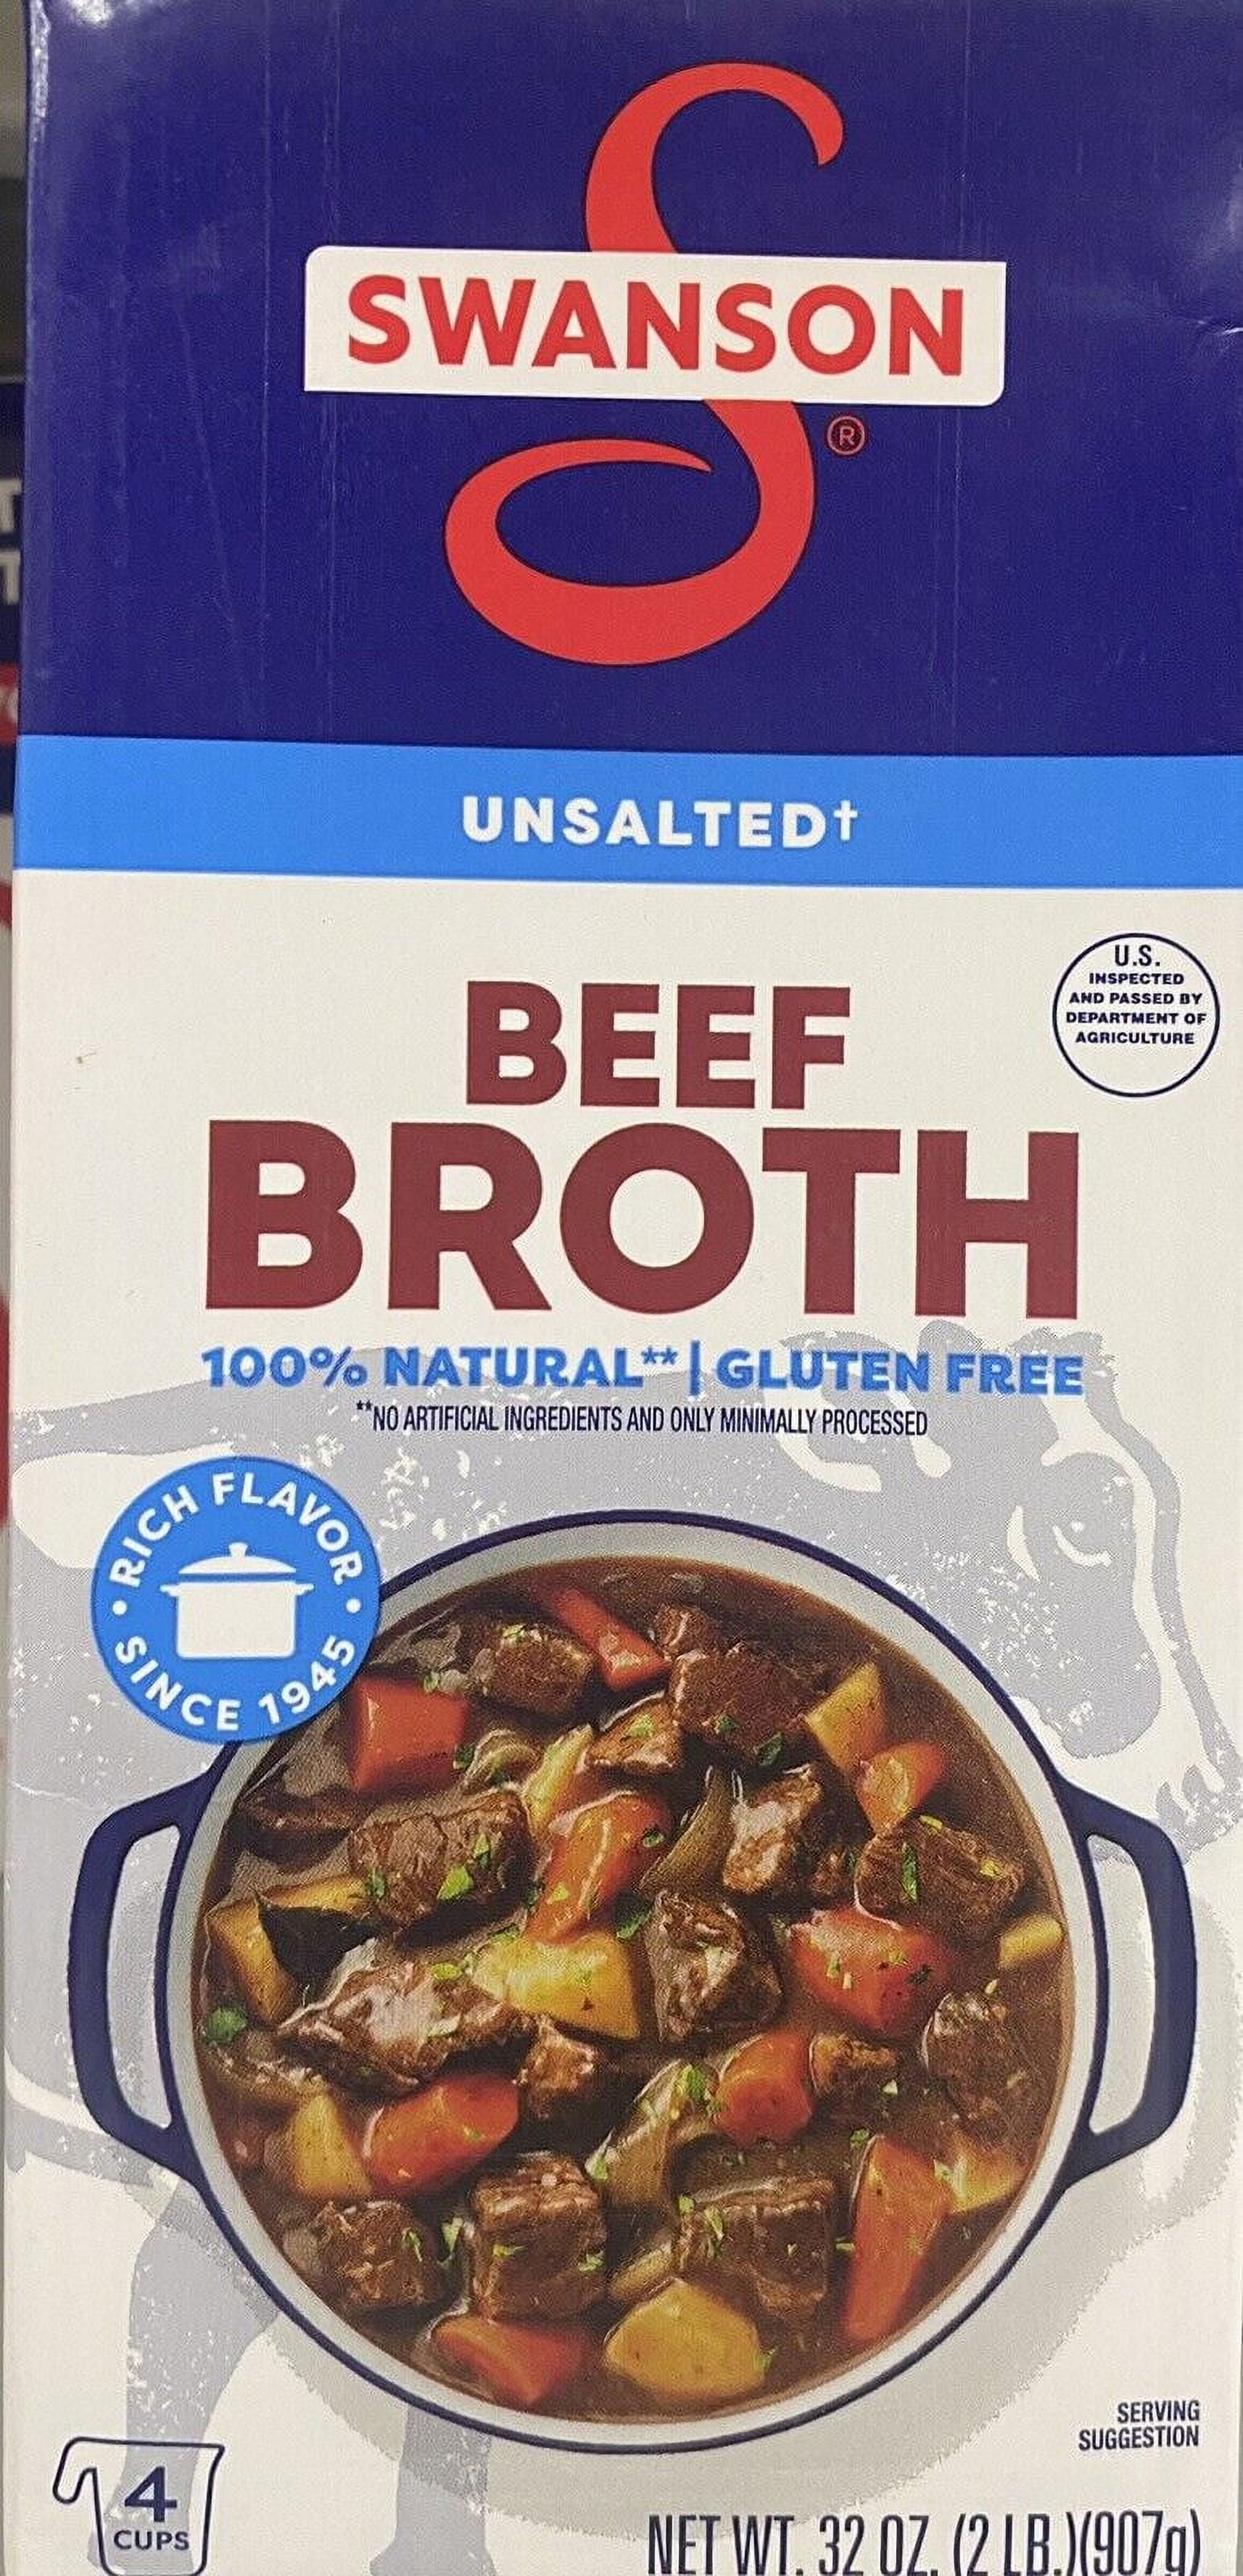 SWANSON
®
UNSALTED†
U.S.
INSPECTED
AND PASSED BY
DEPARTMENT OF
AGRICULTURE
BEEF
BROTH
100% NATURAL** | GLUTEN FREE
**NO ARTIFICIAL INGREDIENTS AND ONLY MINIMALLY PROCESSED
• RICH FLAVOR •
SINCE 1945
SERVING
SUGGESTION
4
CUPS
NET WT. 32 OZ. (2 LB.)(907g)